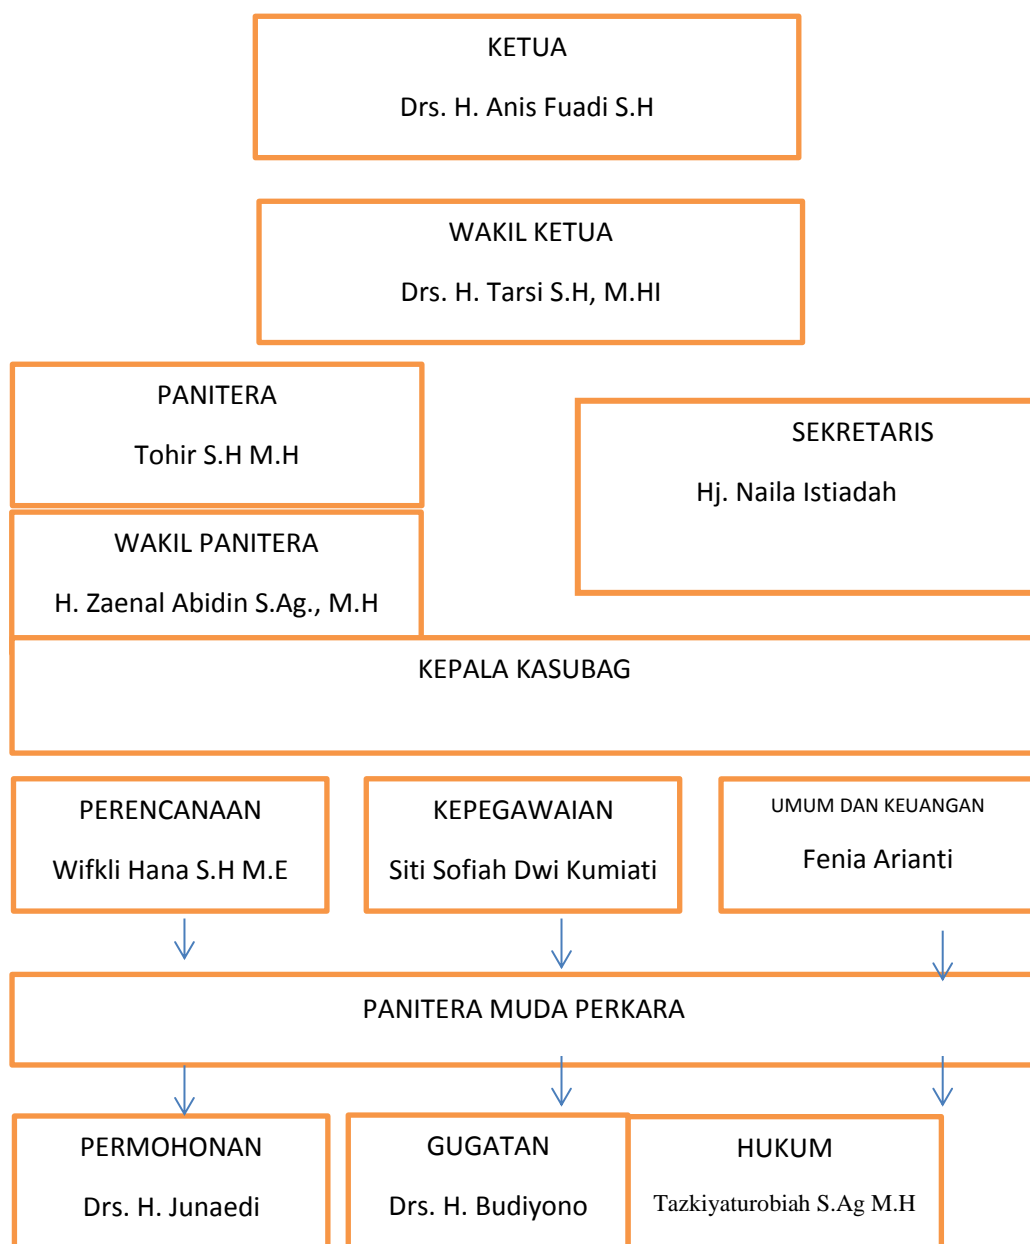 KETUA
Drs. H. Anis Fuadi S.H
WAKIL KETUA
Drs. H. Tarsi S.H, M.HI
PANITERA
Tohir S.H M.H
SEKRETARIS
Hj. Naila Istiadah
WAKIL PANITERA
H. Zaenal Abidin S.Ag., M.H
KEPALA KASUBAG
PERENCANAAN
Wifkli Hana S.H M.E
KEPEGAWAIAN
Siti Sofiah Dwi Kumiati
UMUM DAN KEUANGAN
Fenia Arianti
PANITERA MUDA PERKARA
PERMOHONAN
Drs. H. Junaedi
GUGATAN
Drs. H. Budiyono
HUKUM
Tazkiyaturobiah S.Ag M.H